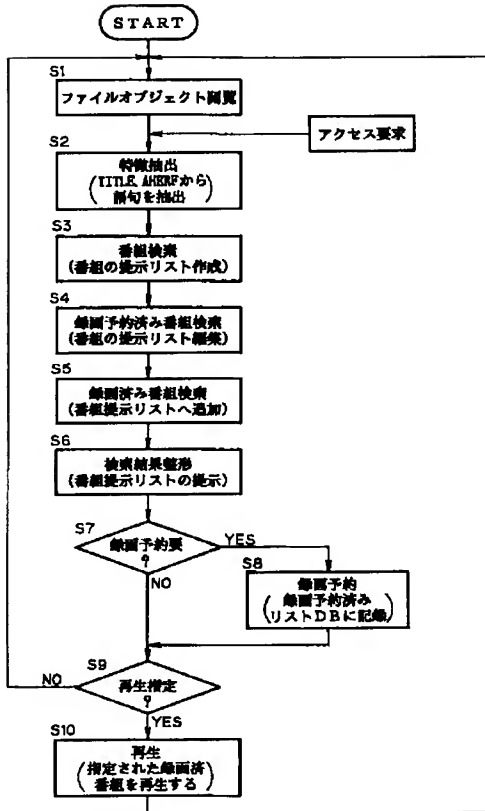 START
S1
ファイルオブジェクト閲覧
アクセス要求
S2
特徴抽出
(TITLE, AHERFから
語句を抽出)
S3
番組検索
(番組の提示リスト作成)
S4
録画予約済み番組検索
(番組の提示リスト編集)
S5
録画済み番組検索
(番組提示リストへ追加)
S6
検索結果整形
(番組提示リストの提示)
S7
録画予約要
?
YES
NO
S8
録画予約
(録画予約済み
リストDBに記録)
S9
再生指定
?
NO
YES
S10
再生
(指定された録画済
番組を再生する)